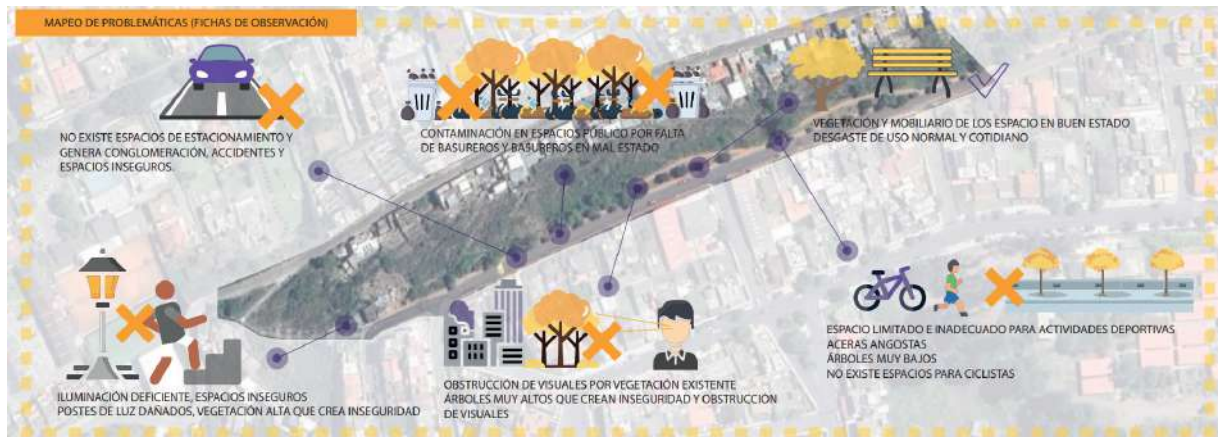 MAPEO DE PROBLEMÁTICAS (FICHAS DE OBSERVACIÓN)
NO EXISTE ESPACIOS DE ESTACIONAMIENTO Y
GENERA CONGLOMERACIÓN, ACCIDENTES Y
ESPACIOS INSEGUROS.
CONTAMINACIÓN EN ESPACIOS PÚBLICO POR FALTA
DE BASUREROS Y BASUREROS EN MAL ESTADO
VEGETACIÓN Y MOBILIARIO DE LOS ESPACIO EN BUEN ESTADO
DESGASTE DE USO NORMAL Y COTIDIANO
ILUMINACIÓN DEFICIENTE, ESPACIOS INSEGUROS
POSTES DE LUZ DAÑADOS, VEGETACIÓN ALTA QUE CREA INSEGURIDAD
OBSTRUCCIÓN DE VISUALES POR VEGETACIÓN EXISTENTE
ÁRBOLES MUY ALTOS QUE CREAN INSEGURIDAD Y OBSTRUCCIÓN
DE VISUALES
ESPACIO LIMITADO E INADECUADO PARA ACTIVIDADES DEPORTIVAS
ACERAS ANGOSTAS
ÁRBOLES MUY BAJOS
NO EXISTE ESPACIOS PARA CICLISTAS